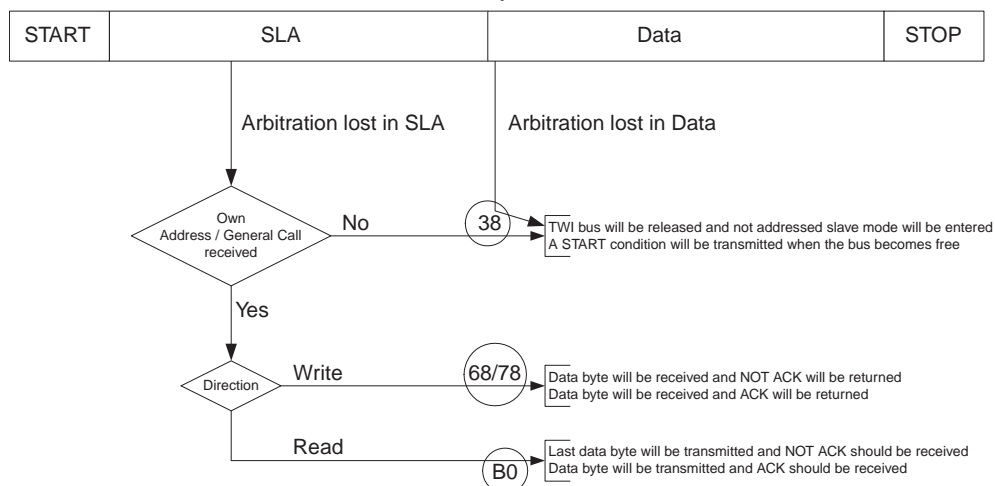 START SLA Data STOP
Arbitration lost in SLA Arbitration lost in Data
Own
Address / General Call
received
No
38
TWI bus will be released and not addressed slave mode will be entered
A START condition will be transmitted when the bus becomes free
Yes
Direction
Write
68/78
Data byte will be received and NOT ACK will be returned
Data byte will be received and ACK will be returned
Read
B0
Last data byte will be transmitted and NOT ACK should be received
Data byte will be transmitted and ACK should be received